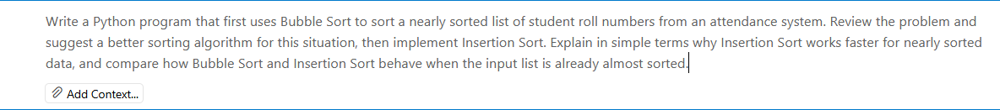 Write a Python program that first uses Bubble Sort to sort a nearly sorted list of student roll numbers from an attendance system. Review the problem and
suggest a better sorting algorithm for this situation, then implement Insertion Sort. Explain in simple terms why Insertion Sort works faster for nearly sorted
data, and compare how Bubble Sort and Insertion Sort behave when the input list is already almost sorted.
Add Context...